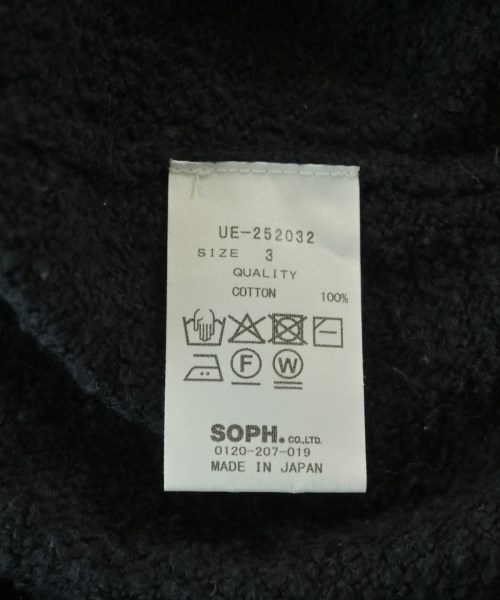 UE-252032
SIZE 3
QUALITY
COTTON 100%
F W
SOPH. CO.,LTD.
0120-207-019
MADE IN JAPAN